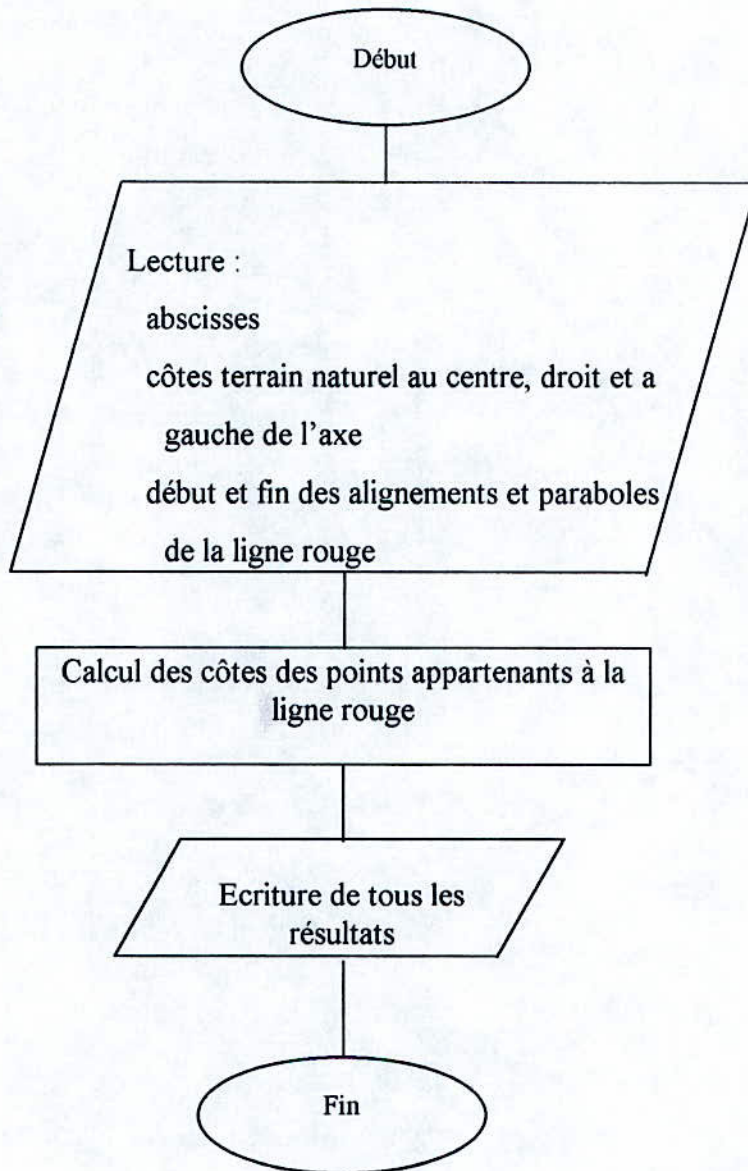 Début
Lecture :
abscisses
côtes terrain naturel au centre, droit et a
gauche de l'axe
début et fin des alignements et paraboles
de la ligne rouge
Calcul des côtes des points appartenants à la
ligne rouge
Ecriture de tous les
résultats
Fin